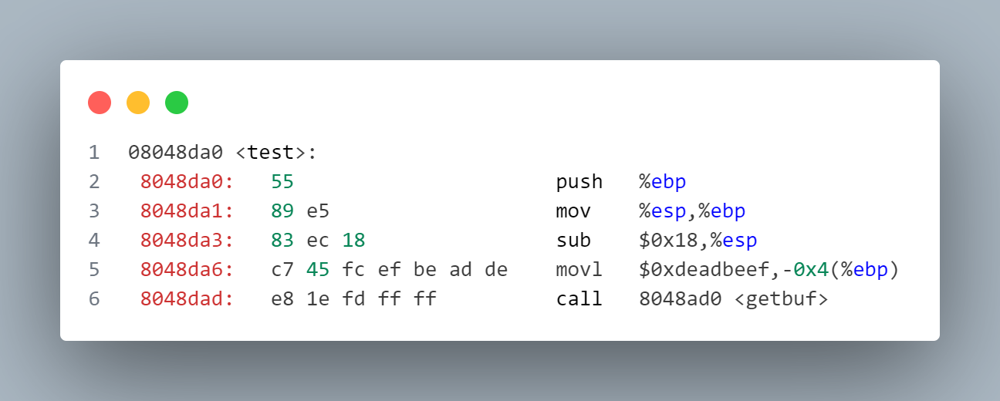 1 08048da0 <test>:
2 8048da0: 55 push %ebp
3 8048da1: 89 e5 mov %esp,%ebp
4 8048da3: 83 ec 18 sub $0x18,%esp
5 8048da6: c7 45 fc ef be ad de movl $0xdeadbeef,-0x4(%ebp)
6 8048dad: e8 1e fd ff ff call 8048ad0 <getbuf>